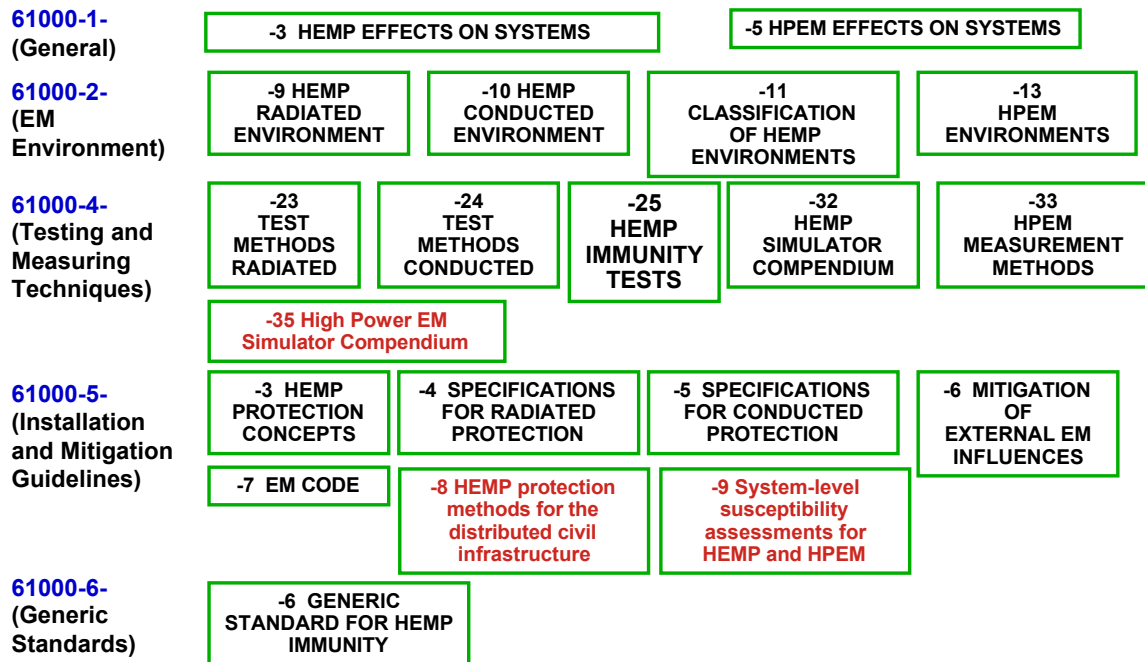 61000-1-
(General)
-3 HEMP EFFECTS ON SYSTEMS
-5 HPEM EFFECTS ON SYSTEMS
61000-2-
(EM
Environment)
-9 HEMP
RADIATED
ENVIRONMENT
-10 HEMP
CONDUCTED
ENVIRONMENT
-11
CLASSIFICATION
OF HEMP
ENVIRONMENTS
-13
HPEM
ENVIRONMENTS
61000-4-
(Testing and
Measuring
Techniques)
-23
TEST
METHODS
RADIATED
-24
TEST
METHODS
CONDUCTED
-25
HEMP
IMMUNITY
TESTS
-32
HEMP
SIMULATOR
COMPENDIUM
-33
HPEM
MEASUREMENT
METHODS
-35 High Power EM
Simulator Compendium
61000-5-
(Installation
and Mitigation
Guidelines)
-3 HEMP
PROTECTION
CONCEPTS
-4 SPECIFICATIONS
FOR RADIATED
PROTECTION
-5 SPECIFICATIONS
FOR CONDUCTED
PROTECTION
-6 MITIGATION
OF
EXTERNAL EM
INFLUENCES
-7 EM CODE
-8 HEMP protection
methods for the
distributed civil
infrastructure
-9 System-level
susceptibility
assessments for
HEMP and HPEM
61000-6-
(Generic
Standards)
-6 GENERIC
STANDARD FOR HEMP
IMMUNITY